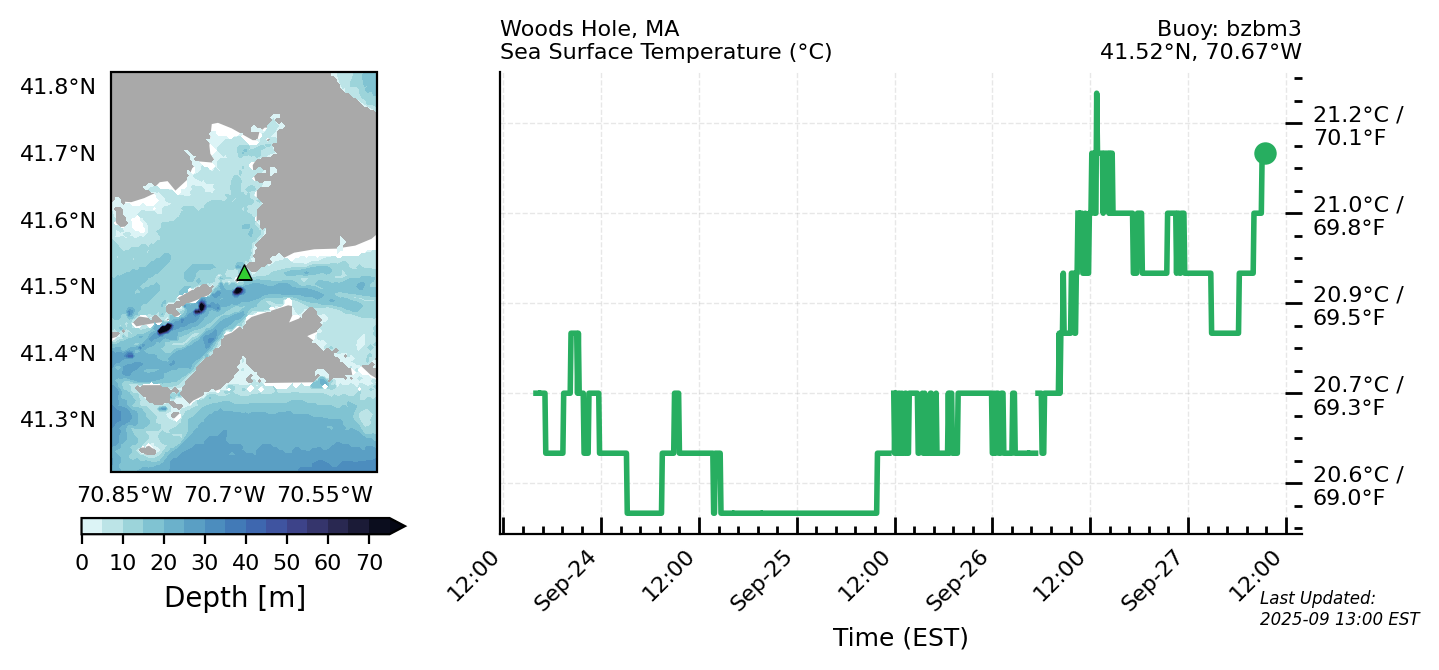 Woods Hole, MA
Sea Surface Temperature (°C)
Buoy: bzbm3
41.52°N, 70.67°W
41.8°N
41.7°N
41.6°N
41.5°N
41.4°N
41.3°N
70.85°W 70.7°W 70.55°W
0 10 20 30 40 50 60 70
Depth [m]
21.2°C /
70.1°F
21.0°C /
69.8°F
20.9°C /
69.5°F
20.7°C /
69.3°F
20.6°C /
69.0°F
12:00
Sep-24
12:00
Sep-25
12:00
Sep-26
12:00
Sep-27
12:00
Time (EST)
Last Updated:
2025-09 13:00 EST